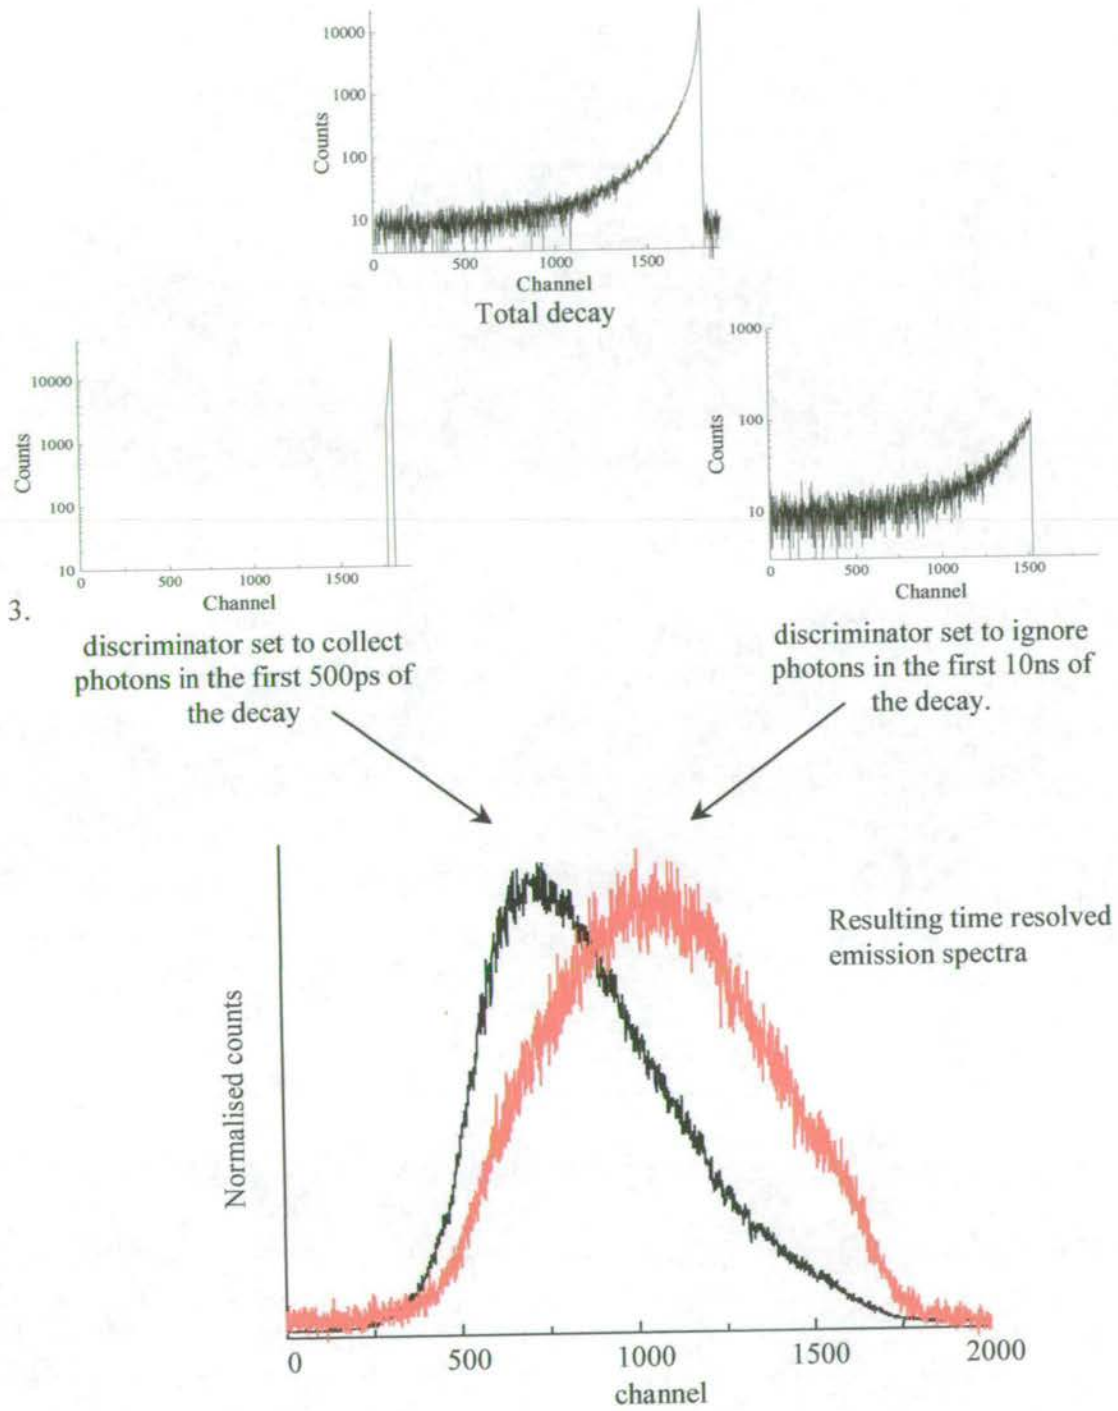 10000
1000
100
10
Counts
0 500 1000 1500
Channel
Total decay
10000
1000
100
10
Counts
0 500 1000 1500
Channel
1000
100
10
Counts
0 500 1000 1500
Channel
3.
discriminator set to collect
photons in the first 500ps of
the decay
discriminator set to ignore
photons in the first 10ns of
the decay.
Resulting time resolved
emission spectra
Normalised counts
0 500 1000 1500 2000
channel